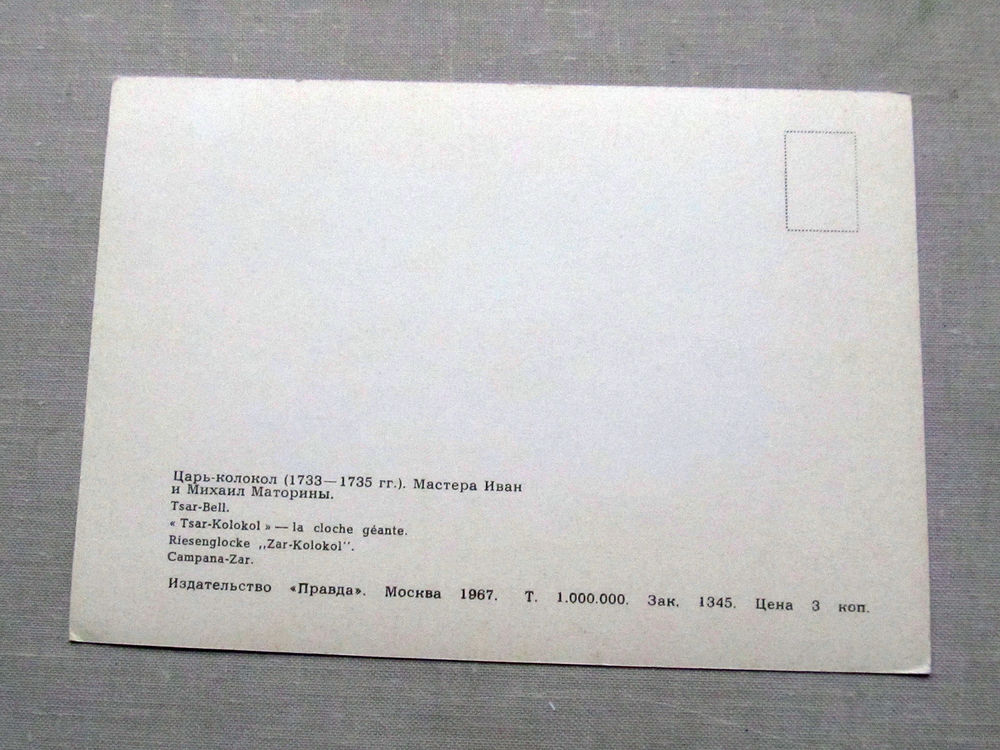 Царь-колокол (1733—1735 гг.). Мастера Иван
и Михаил Маторины.
Tsar-Bell.
« Tsar-Kolokol » — la cloche géante.
Riesenglocke ,,Zar-Kolokol’’.
Campana-Zar.
Издательство «Правда». Москва 1967. Т. 1.000.000. Зак. 1345. Цена 3 коп.